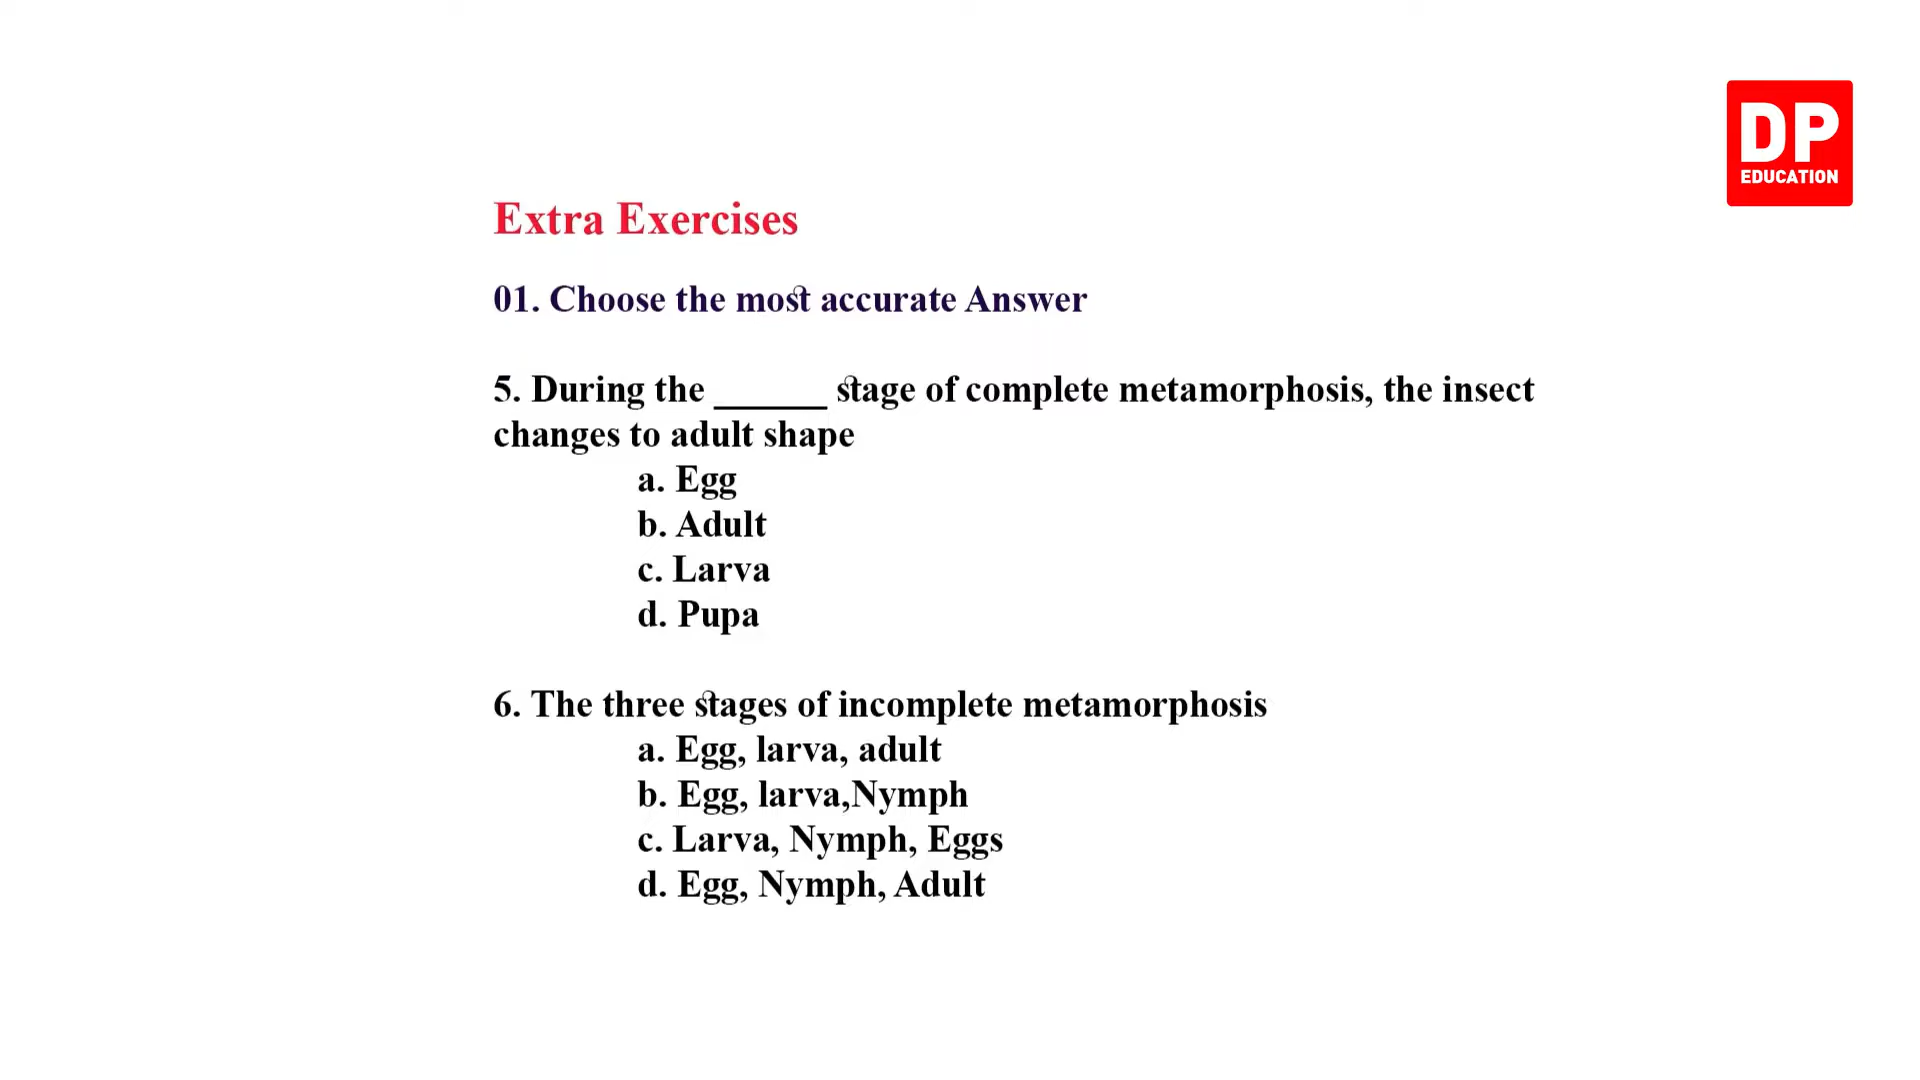 DP
EDUCATION
Extra Exercises
01. Choose the most accurate Answer
5. During the ______ stage of complete metamorphosis, the insect
changes to adult shape
a. Egg
b. Adult
c. Larva
d. Pupa
6. The three stages of incomplete metamorphosis
a. Egg, larva, adult
b. Egg, larva,Nymph
c. Larva, Nymph, Eggs
d. Egg, Nymph, Adult